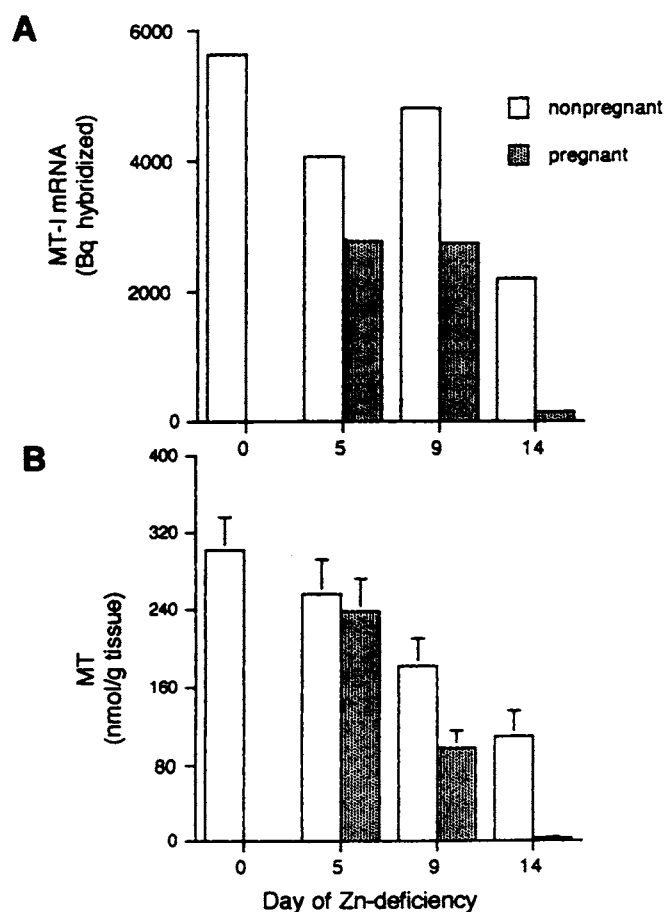 A
MT-I mRNA
(Bq hybridized)
6000
4000
2000
0
nonpregnant
pregnant
0 5 9 14
B
MT
(nmol/g tissue)
400
320
240
160
80
0
0 5 9 14
Day of Zn-deficiency